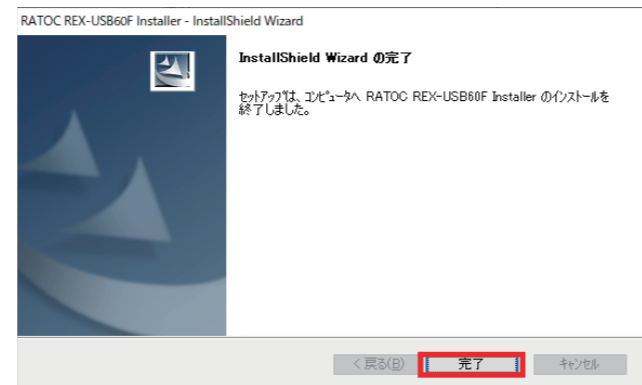 RATOC REX-USB60F Installer - InstallShield Wizard
InstallShield Wizard の完了
セットアップは、コンピュータへ RATOC REX-USB60F Installer のインストールを
終了しました。
< 戻る(B)
完了
キャンセル